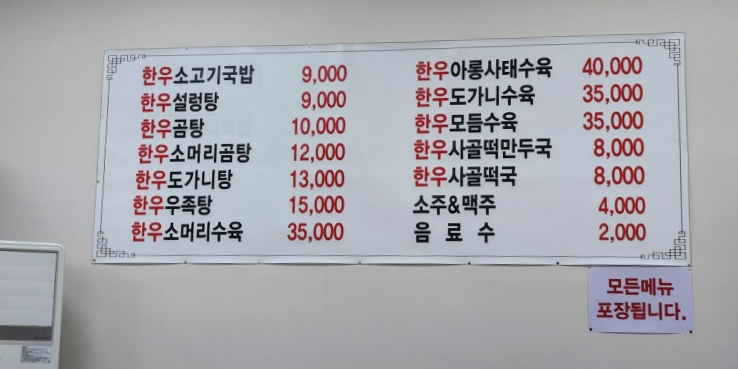 한우소고기국밥 9,000
한우설렁탕 9,000
한우곰탕 10,000
한우소머리곰탕 12,000
한우도가니탕 13,000
한우우족탕 15,000
한우소머리수육 35,000
한우아롱사태수육 40,000
한우도가니수육 35,000
한우모듬수육 35,000
한우사골떡만두국 8,000
한우사골떡국 8,000
소주&맥주 4,000
음 료 수 2,000
모든메뉴
포장됩니다.